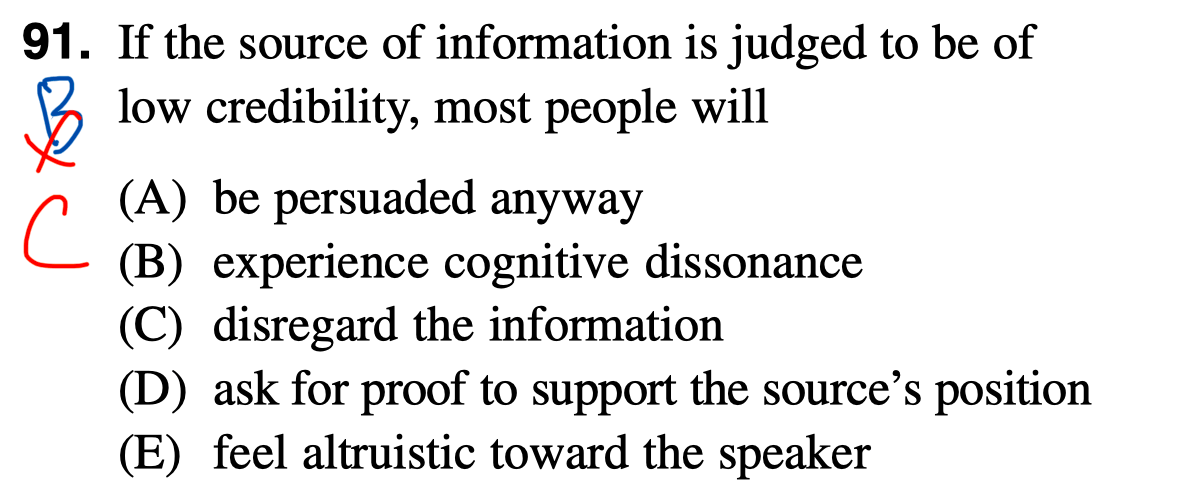 91. If the source of information is judged to be of
B low credibility, most people will
C
(A) be persuaded anyway
(B) experience cognitive dissonance
(C) disregard the information
(D) ask for proof to support the source’s position
(E) feel altruistic toward the speaker